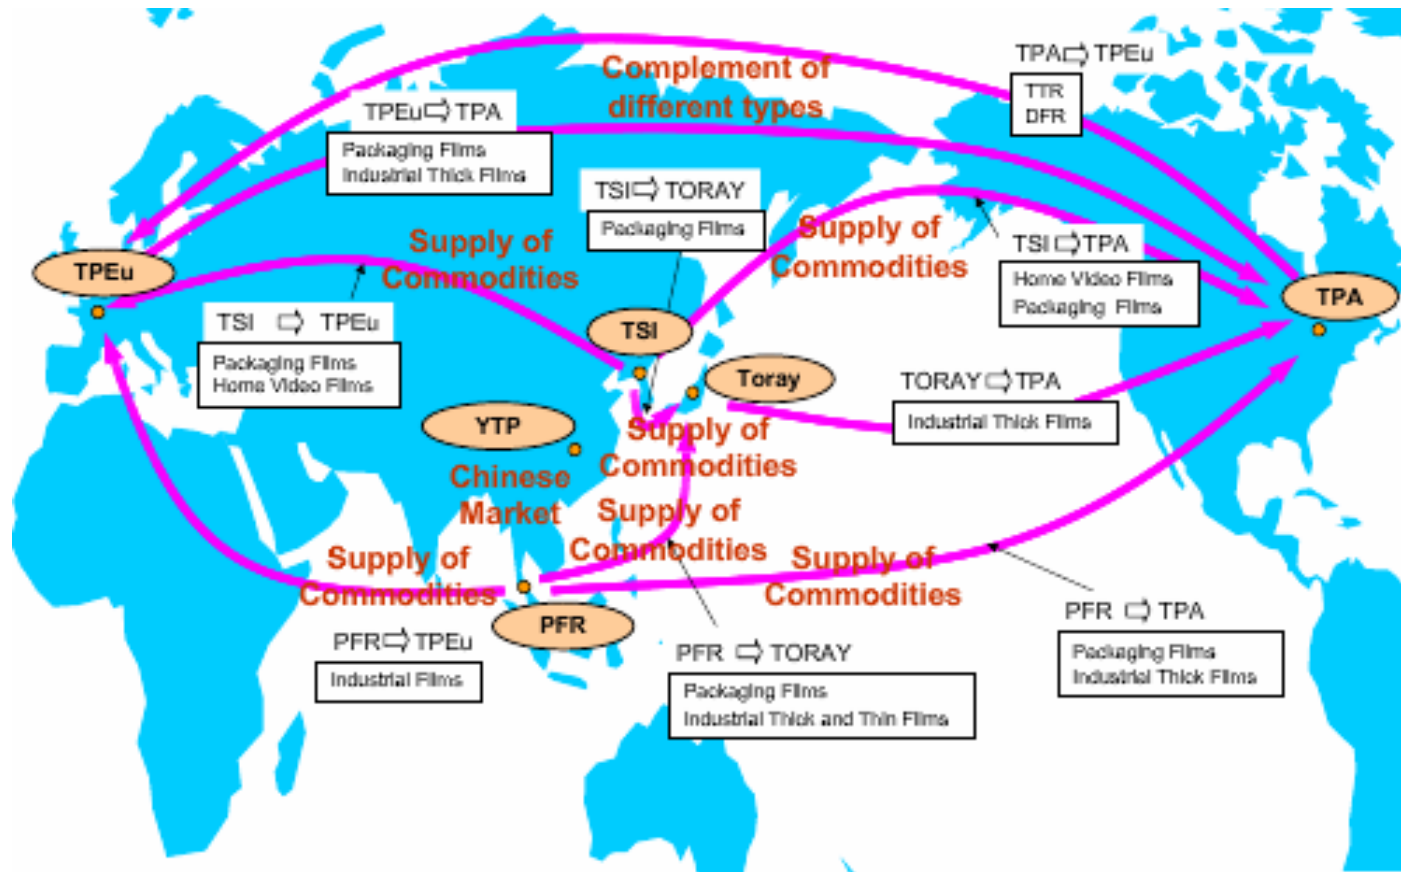 TPA⇨TPEu
TTR
DFR
Complement of
different types
TPEu⇨TPA
Packaging Films
Industrial Thick Films
TSI⇨TORAY
Packaging Films
Supply of
Commodities
Supply of
Commodities
TSI⇨TPA
Home Video Films
Packaging Films
TPEu
TPA
TSI ⇨ TPEu
Packaging Films
Home Video Films
TSI
Toray
TORAY⇨TPA
Industrial Thick Films
YTP
Chinese
Market
Supply of
Commodities
Supply of
Commodities
Supply of
Commodities
Supply of
Commodities
PFR
PFR⇨TPEu
Industrial Films
PFR ⇨ TORAY
Packaging Films
Industrial Thick and Thin Films
PFR ⇨ TPA
Packaging Films
Industrial Thick Films